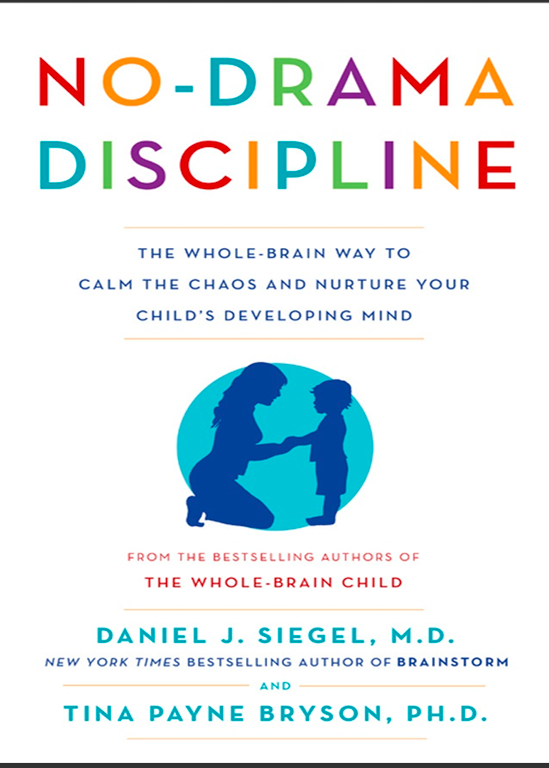 NO-DRAMA
DISCIPLINE
THE WHOLE-BRAIN WAY TO
CALM THE CHAOS AND NURTURE YOUR
CHILD'S DEVELOPING MIND
FROM THE BESTSELLING AUTHORS OF
THE WHOLE-BRAIN CHILD
DANIEL J. SIEGEL, M.D.
NEW YORK TIMES BESTSELLING AUTHOR OF BRAINSTORM
AND
TINA PAYNE BRYSON, PH.D.